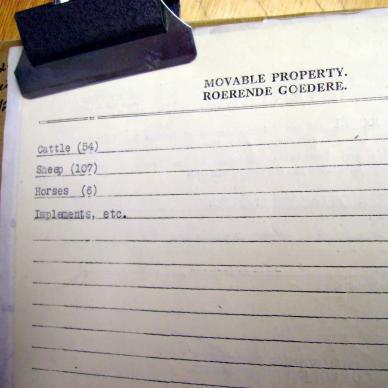 MOVABLE PROPERTY.
ROERENDE GOEDERE.
Cattle (54)
Sheep (107)
Horses (6)
Implements, etc.